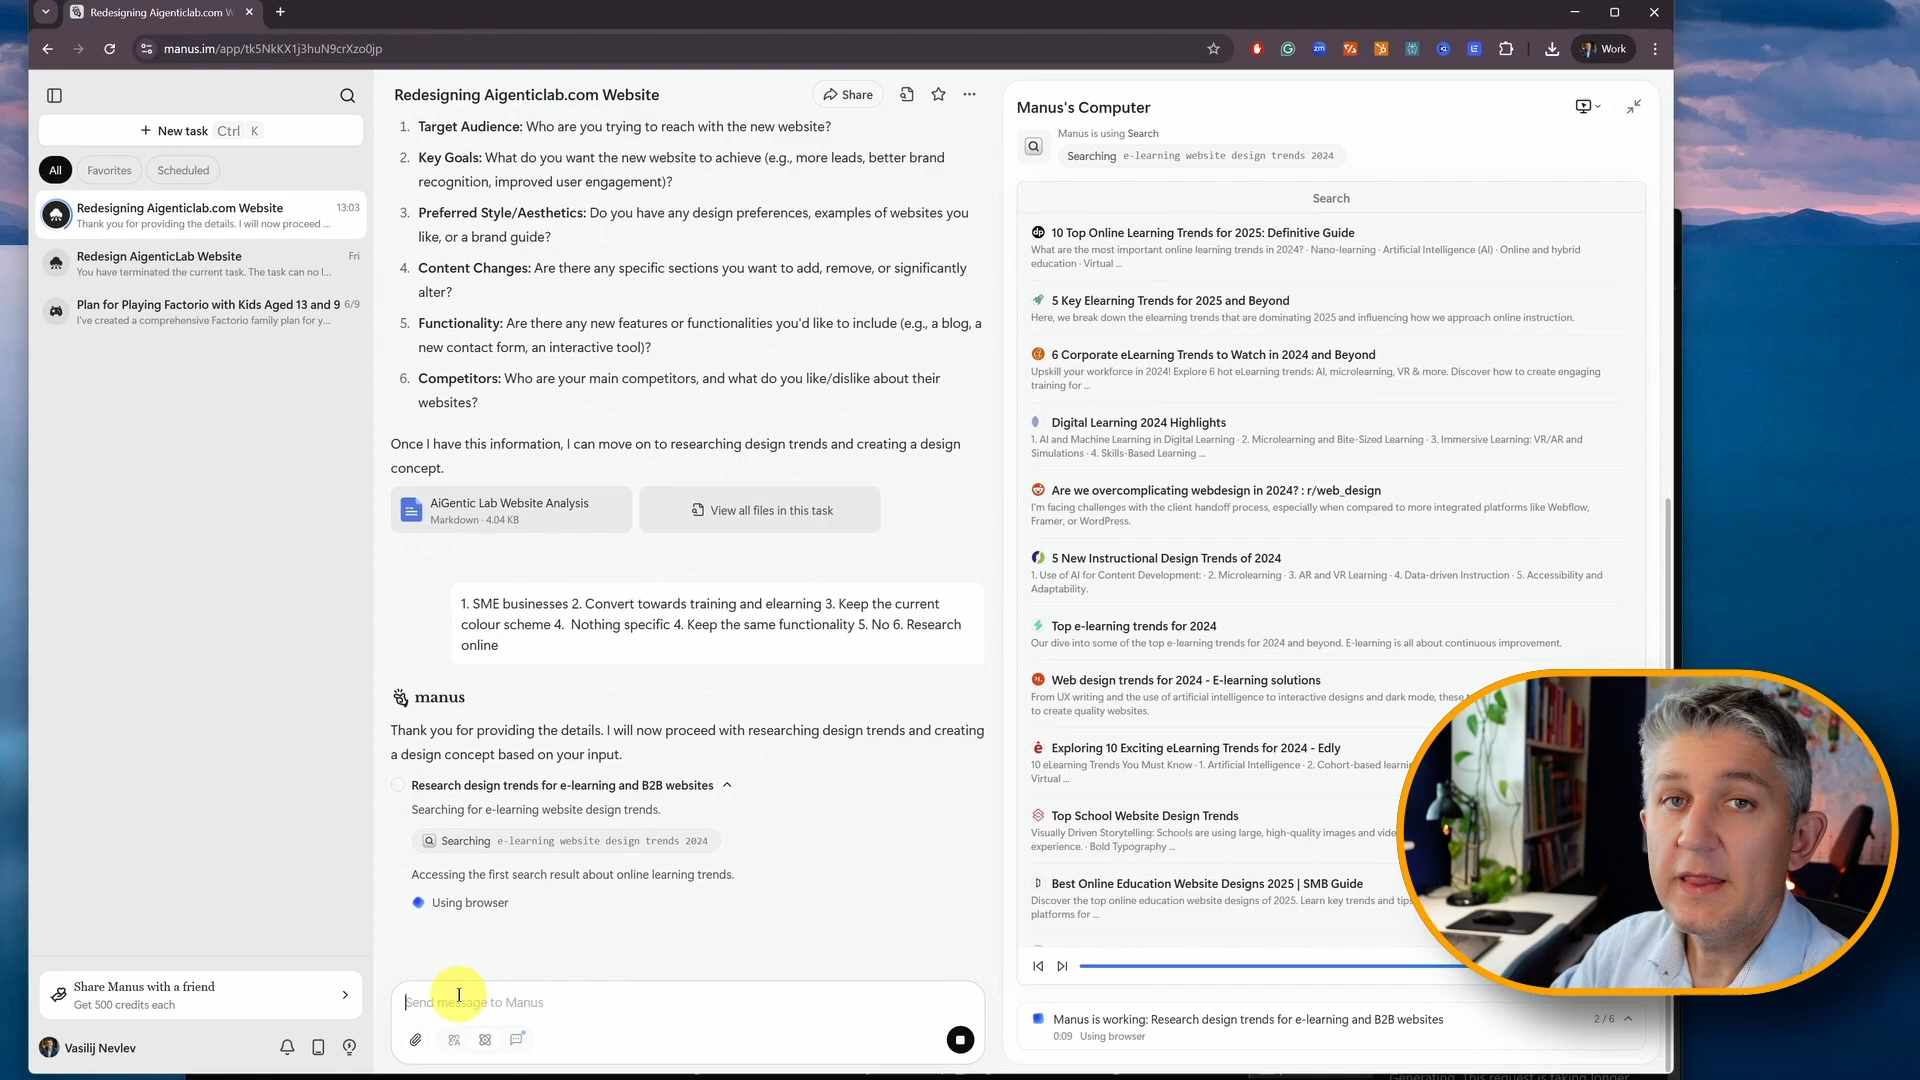 Redesigning Aigenticlab.com W
manus.im/app/tk5NkKX1j3huN9crXzo0jp
Work
New task Ctrl K
All Favorites Scheduled
Redesigning Aigenticlab.com Website 13:03
Thank you for providing the details. I will now proceed ...
Redesign AigenticLab Website Fri
You have terminated the current task. The task can no l...
Plan for Playing Factorio with Kids Aged 13 and 9 6/9
I've created a comprehensive Factorio family plan for y...
Share Manus with a friend
Get 500 credits each
Vasilij Nevlev
Redesigning Aigenticlab.com Website
Share
1. Target Audience: Who are you trying to reach with the new website?
2. Key Goals: What do you want the new website to achieve (e.g., more leads, better brand
recognition, improved user engagement)?
3. Preferred Style/Aesthetics: Do you have any design preferences, examples of websites you
like, or a brand guide?
4. Content Changes: Are there any specific sections you want to add, remove, or significantly
alter?
5. Functionality: Are there any new features or functionalities you'd like to include (e.g., a blog, a
new contact form, an interactive tool)?
6. Competitors: Who are your main competitors, and what do you like/dislike about their
websites?
Once I have this information, I can move on to researching design trends and creating a design
concept.
AiGentic Lab Website Analysis
Markdown · 4.04 KB
View all files in this task
1. SME businesses 2. Convert towards training and elearning 3. Keep the current
colour scheme 4. Nothing specific 4. Keep the same functionality 5. No 6. Research
online
manus
Thank you for providing the details. I will now proceed with researching design trends and creating
a design concept based on your input.
Research design trends for e-learning and B2B websites
Searching for e-learning website design trends.
Searching e-learning website design trends 2024
Accessing the first search result about online learning trends.
Using browser
Send message to Manus
Manus's Computer
Manus is using Search
Searching e-learning website design trends 2024
Search
10 Top Online Learning Trends for 2025: Definitive Guide
What are the most important online learning trends in 2024? · Nano-learning · Artificial Intelligence (AI) · Online and hybrid
education · Virtual ...
5 Key Elearning Trends for 2025 and Beyond
Here, we break down the elearning trends that are dominating 2025 and influencing how we approach online instruction.
6 Corporate eLearning Trends to Watch in 2024 and Beyond
Upskill your workforce in 2024! Explore 6 hot eLearning trends: AI, microlearning, VR & more. Discover how to create engaging
training for ...
Digital Learning 2024 Highlights
1. AI and Machine Learning in Digital Learning · 2. Microlearning and Bite-Sized Learning · 3. Immersive Learning: VR/AR and
Simulations · 4. Skills-Based Learning ...
Are we overcomplicating webdesign in 2024? : r/web_design
I'm facing challenges with the client handoff process, especially when compared to more integrated platforms like Webflow,
Framer, or WordPress.
5 New Instructional Design Trends of 2024
1. Use of AI for Content Development: · 2. Microlearning · 3. AR and VR Learning · 4. Data-driven Instruction · 5. Accessibility and
Adaptability.
Top e-learning trends for 2024
Our dive into some of the top e-learning trends for 2024 and beyond. E-learning is all about continuous improvement.
Web design trends for 2024 - E-learning solutions
From UX writing and the use of artificial intelligence to interactive designs and dark mode, these
to create quality websites.
Exploring 10 Exciting eLearning Trends for 2024 - Edly
10 eLearning Trends You Must Know · 1. Artificial Intelligence · 2. Cohort-based
Virtual ...
Top School Website Design Trends
Visually Driven Storytelling: Schools are using large, high-quality images and
experience. · Bold Typography ...
Best Online Education Website Designs 2025 | SMB Guide
Discover the top online education website designs of 2025. Learn key trends and
platforms for ...
Manus is working: Research design trends for e-learning and B2B websites 2 / 6
0:09 Using browser